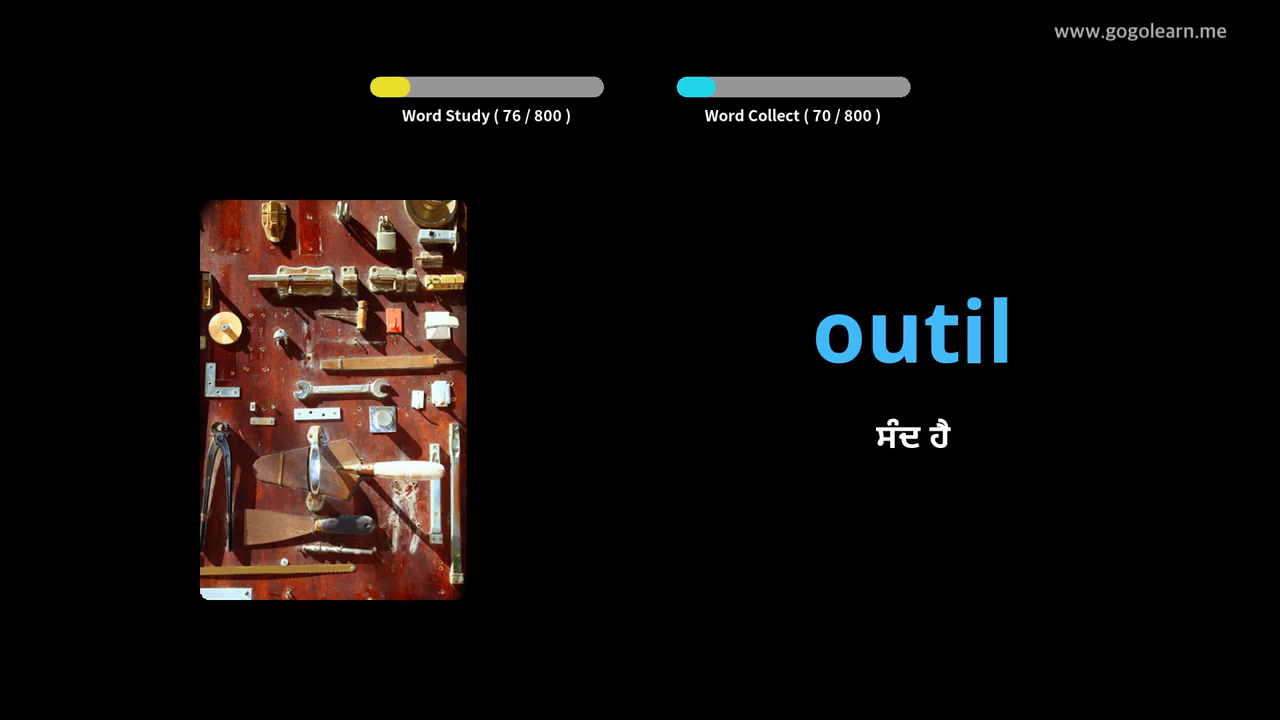 www.gogolearn.me
Word Study ( 76 / 800 )
Word Collect ( 70 / 800 )
outil
ਸੰਦ ਹੈ